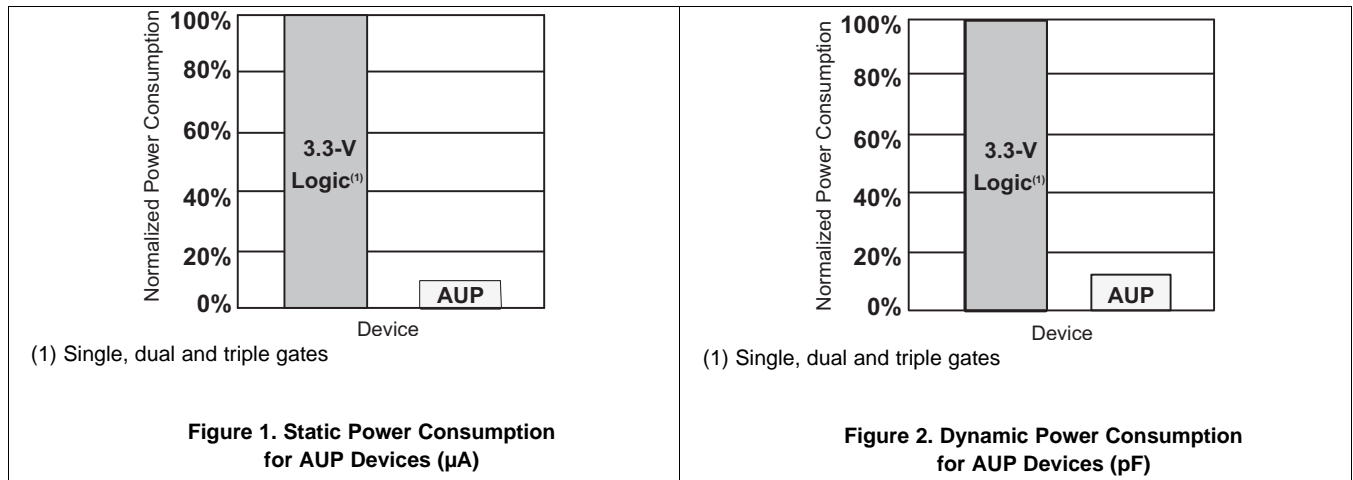 Normalized Power Consumption
100%
80%
60%
40%
20%
0%
3.3-V
Logic(1)
AUP
Device
(1) Single, dual and triple gates
Figure 1. Static Power Consumption
for AUP Devices (µA)
Normalized Power Consumption
100%
80%
60%
40%
20%
0%
3.3-V
Logic(1)
AUP
Device
(1) Single, dual and triple gates
Figure 2. Dynamic Power Consumption
for AUP Devices (pF)